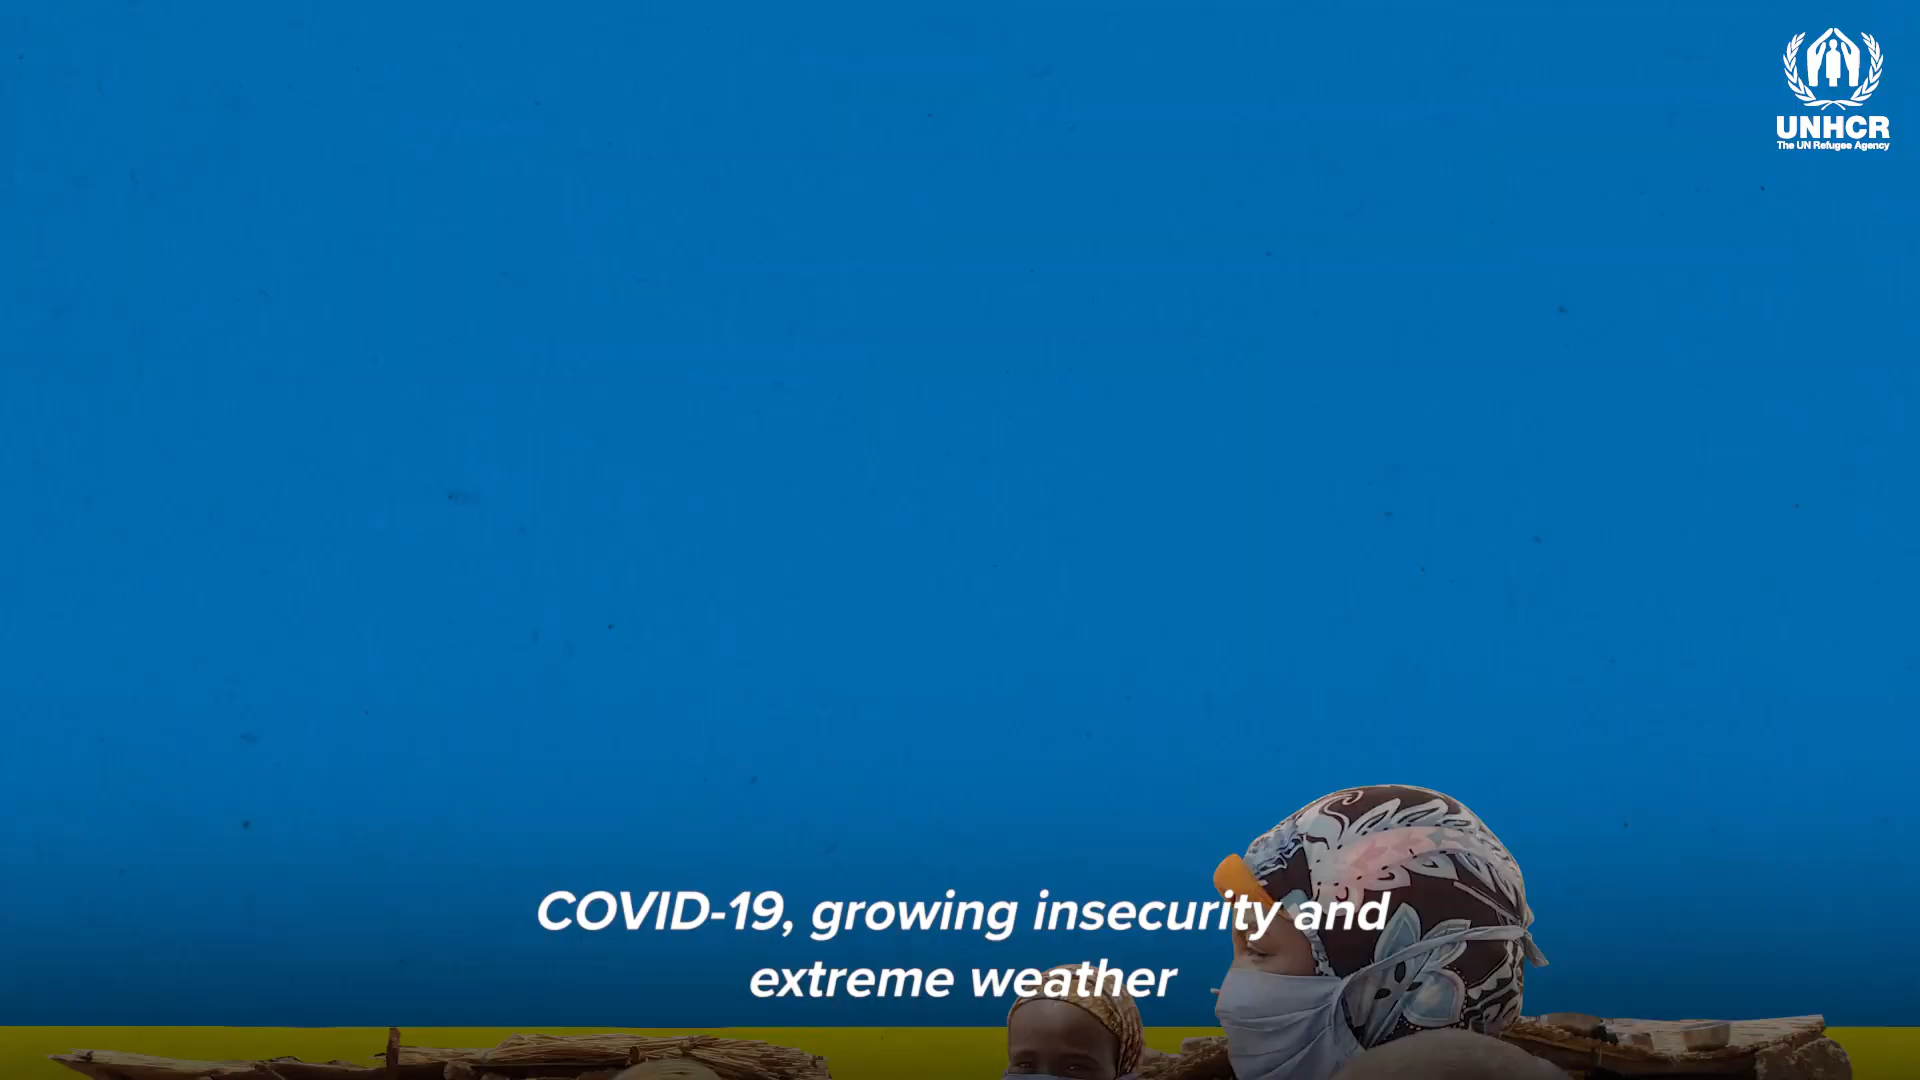 UNHCR
The UN Refugee Agency
COVID-19, growing insecurity and
extreme weather